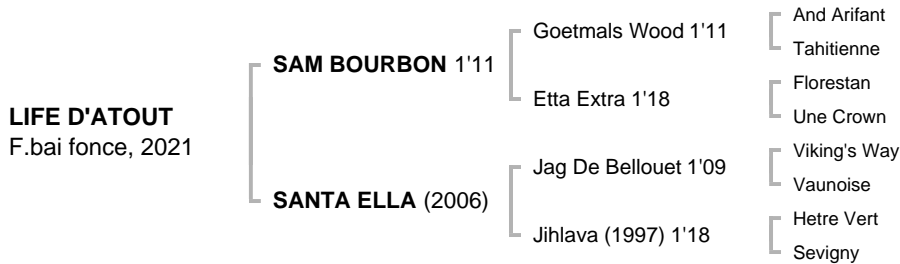 LIFE D'ATOUT
F.bai fonce, 2021
SAM BOURBON 1'11
SANTA ELLA (2006)
Goetmals Wood 1'11
Etta Extra 1'18
Jag De Bellouet 1'09
Jihlava (1997) 1'18
And Arifant
Tahitienne
Florestan
Une Crown
Viking's Way
Vaunoise
Hetre Vert
Sevigny